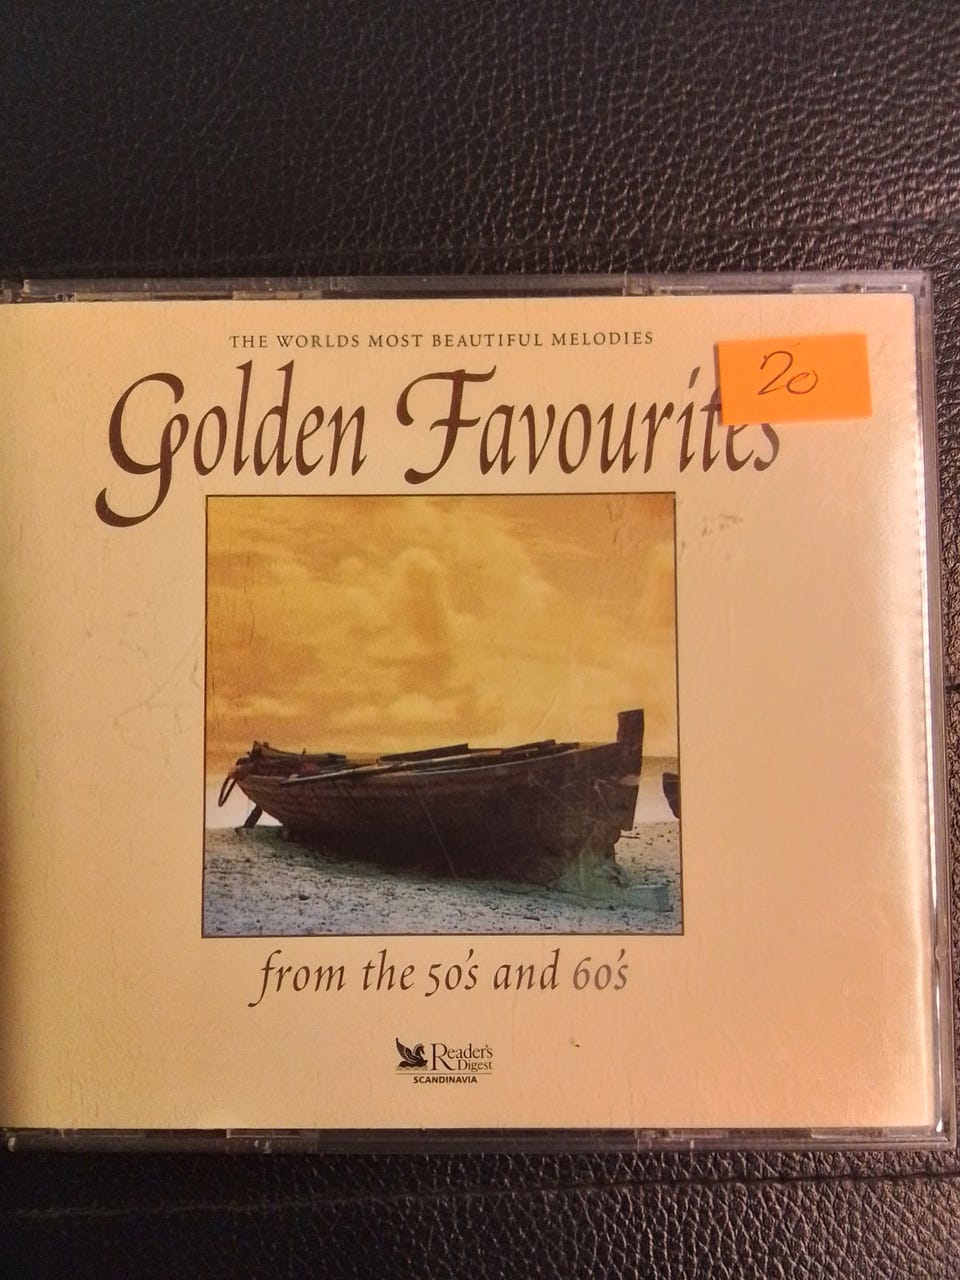 THE WORLDS MOST BEAUTIFUL MELODIES
20
Golden Favourites
from the 50's and 60's
Reader's
Digest
SCANDINAVIA